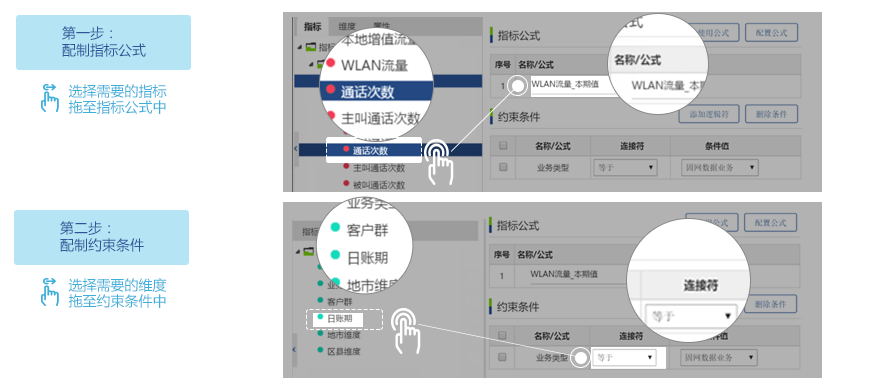 第一步：
配制指标公式
选择需要的指标
拖至指标公式中
指标 维度 属性
本地增值流量
WLAN流量
通话次数
主叫通话次数
通话次数
主叫通话次数
被叫通话次数
指标公式
使用公式 配置公式
序号 名称/公式
1 WLAN流量_本期值
名称/公式
WLAN流量_本
约束条件
添加逻辑符 删除条件
名称/公式 连接符 条件值
业务类型 等于 固网数据业务
第二步：
配制约束条件
选择需要的维度
拖至约束条件中
指标
业务类
客户群
日账期
地市维度
客户群
日账期
地市维度
区县维度
指标公式
配置公式
序号 名称/公式
1 WLAN流量_本期值
连接符
等于
约束条件
删除条件
名称/公式 连接符 件值
业务类型 等于 固网数据业务